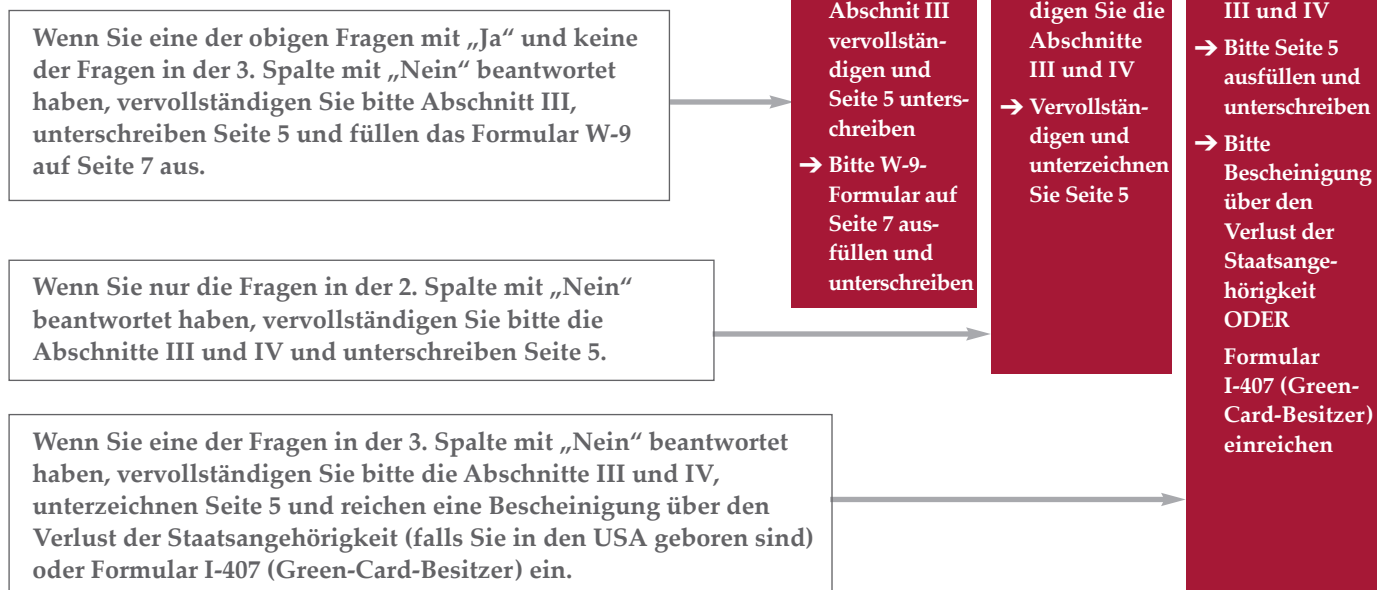 Wenn Sie eine der obigen Fragen mit „Ja“ und keine
der Fragen in der 3. Spalte mit „Nein“ beantwortet
haben, vervollständigen Sie bitte Abschnitt III,
unterschreiben Seite 5 und füllen das Formular W-9
auf Seite 7 aus.
Wenn Sie nur die Fragen in der 2. Spalte mit „Nein“
beantwortet haben, vervollständigen Sie bitte die
Abschnitte III und IV und unterschreiben Seite 5.
Wenn Sie eine der Fragen in der 3. Spalte mit „Nein“ beantwortet
haben, vervollständigen Sie bitte die Abschnitte III und IV,
unterzeichnen Seite 5 und reichen eine Bescheinigung über den
Verlust der Staatsangehörigkeit (falls Sie in den USA geboren sind)
oder Formular I-407 (Green-Card-Besitzer) ein.
Abschnit III
vervollstän-
digen und
Seite 5 unters-
chreiben
➔ Bitte W-9-
Formular auf
Seite 7 aus-
füllen und
unterschreiben
digen Sie die
Abschnitte
III und IV
➔ Vervollstän-
digen und
unterzeichnen
Sie Seite 5
III und IV
➔ Bitte Seite 5
ausfüllen und
unterschreiben
➔ Bitte
Bescheinigung
über den
Verlust der
Staatsange-
hörigkeit
ODER
Formular
I-407 (Green-
Card-Besitzer)
einreichen